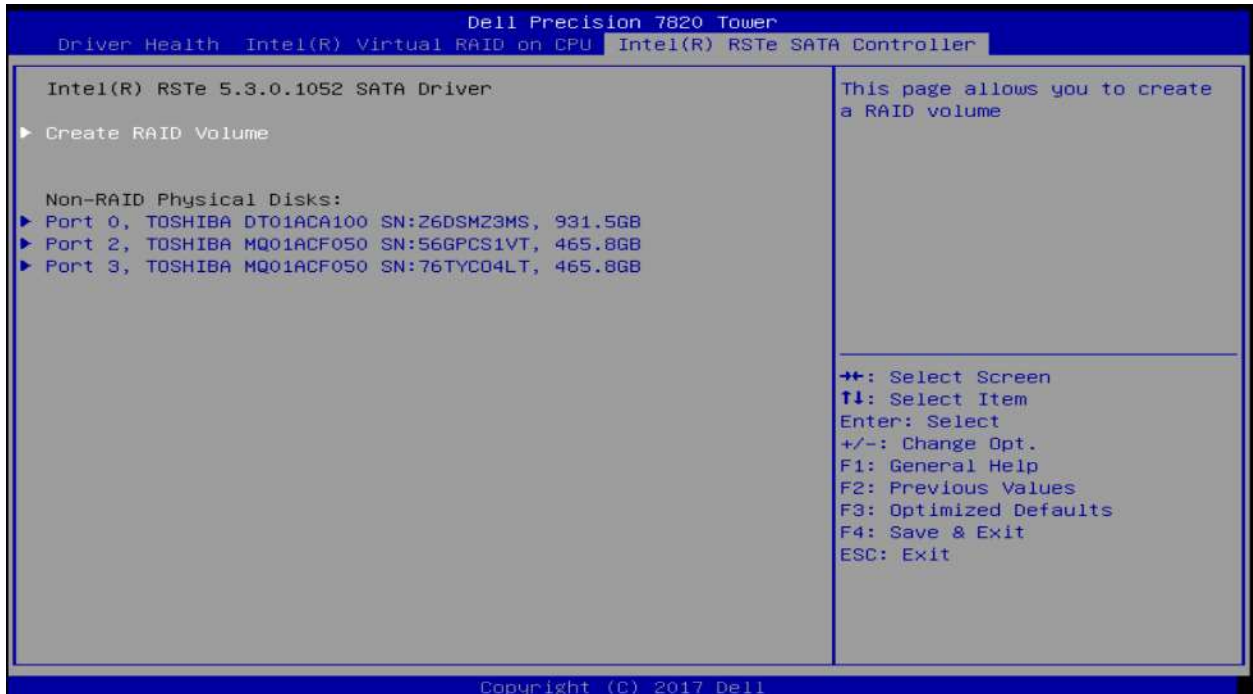 Dell Precision 7820 Tower
Driver Health Intel(R) Virtual RAID on CPU Intel(R) RSTe SATA Controller
Intel(R) RSTe 5.3.0.1052 SATA Driver
▶ Create RAID Volume
Non-RAID Physical Disks:
▶ Port 0, TOSHIBA DT01ACA100 SN:Z6DSMZ3MS, 931.5GB
▶ Port 2, TOSHIBA MQ01ACF050 SN:56GPCS1VT, 465.8GB
▶ Port 3, TOSHIBA MQ01ACF050 SN:76TYC04LT, 465.8GB
This page allows you to create
a RAID volume
→←: Select Screen
↑↓: Select Item
Enter: Select
+/-: Change Opt.
F1: General Help
F2: Previous Values
F3: Optimized Defaults
F4: Save & Exit
ESC: Exit
Copyright (C) 2017 Dell